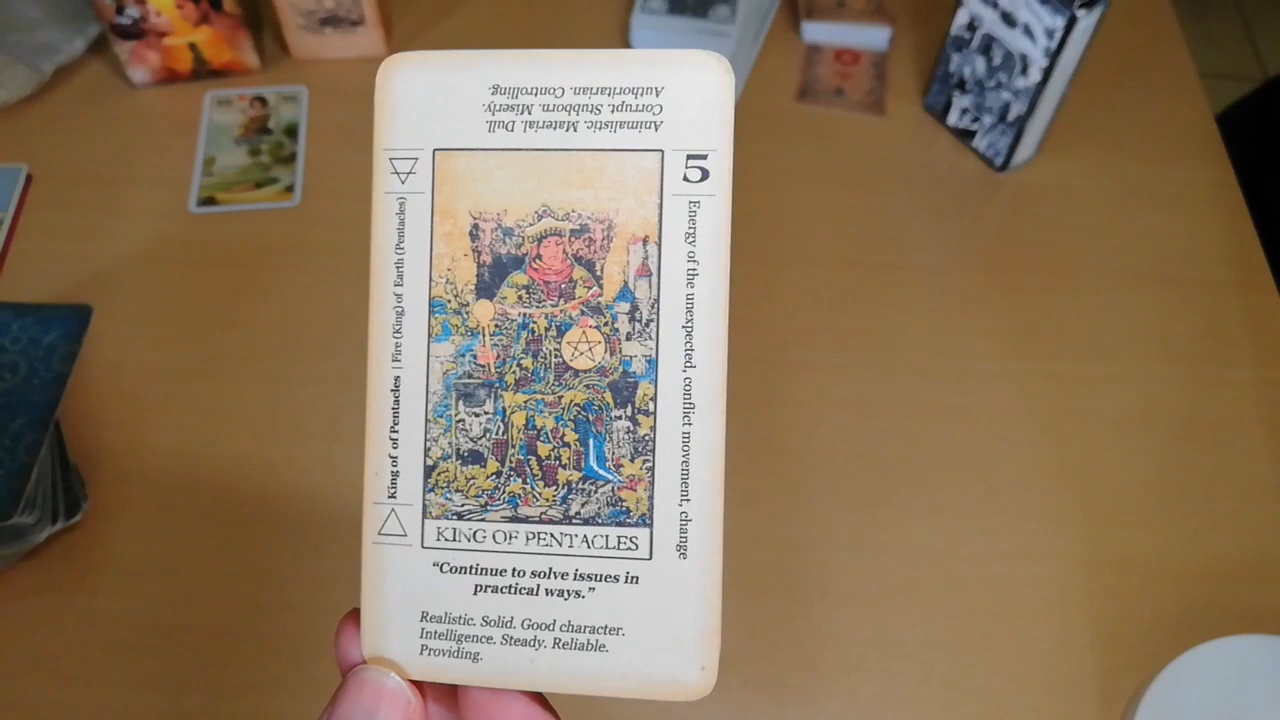 Animalistic. Material. Dull.
Corrupt. Stubborn. Miserly.
Authoritarian. Controlling.
5
King of of Pentacles | Fire (King) of Earth (Pentacles)
Energy of the unexpected, conflict movement, change
KING OF PENTACLES
“Continue to solve issues in
practical ways.”
Realistic. Solid. Good character.
Intelligence. Steady. Reliable.
Providing.